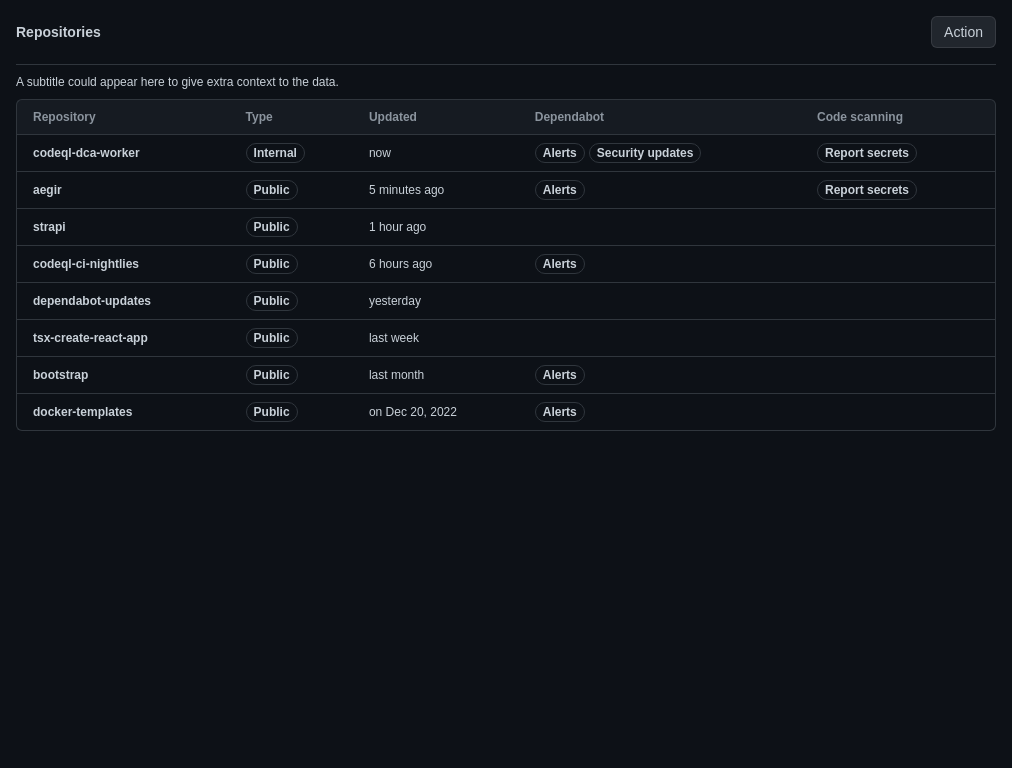 Repositories
Action
A subtitle could appear here to give extra context to the data.
Repository Type Updated Dependabot Code scanning
codeql-dca-worker Internal now Alerts Security updates Report secrets
aegir Public 5 minutes ago Alerts Report secrets
strapi Public 1 hour ago
codeql-ci-nightlies Public 6 hours ago Alerts
dependabot-updates Public yesterday
tsx-create-react-app Public last week
bootstrap Public last month Alerts
docker-templates Public on Dec 20, 2022 Alerts